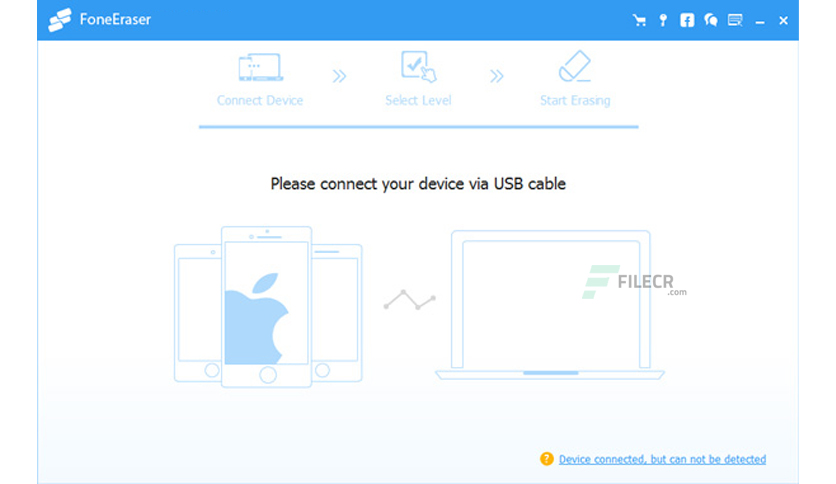 FoneEraser
Connect Device
Select Level
Start Erasing
Please connect your device via USB cable
FILECR
.com
Device connected, but can not be detected